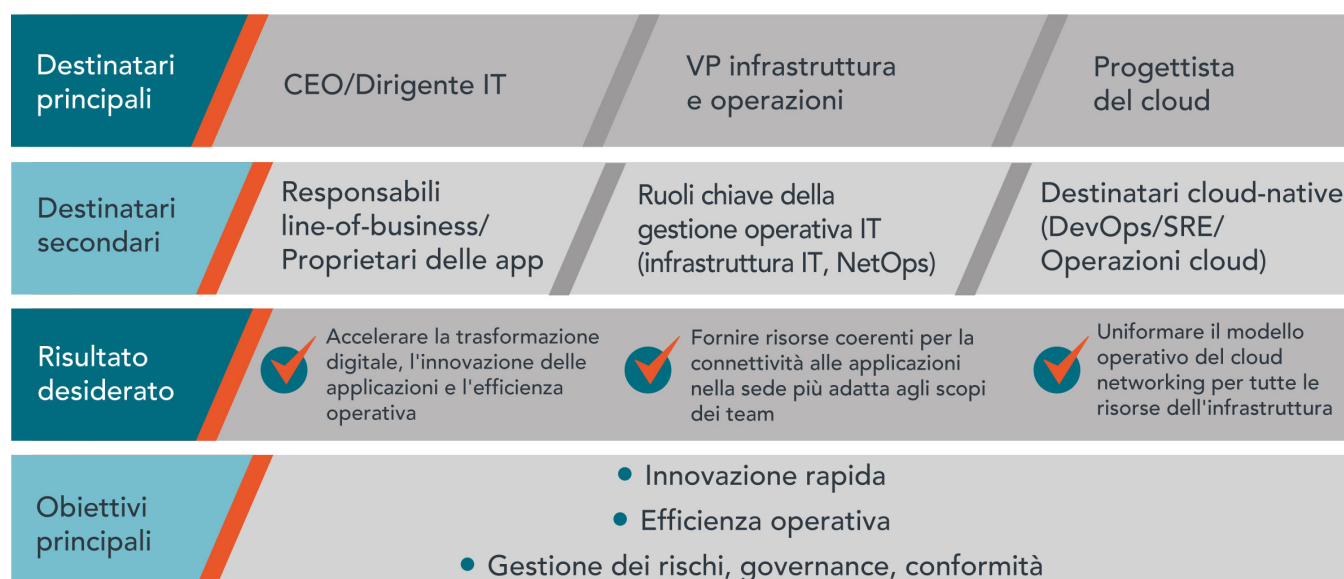 Destinatari
principali
CEO/Dirigente IT
VP infrastruttura
e operazioni
Progettista
del cloud
Destinatari
secondari
Responsabili
line-of-business/
Proprietari delle app
Ruoli chiave della
gestione operativa IT
(infrastruttura IT, NetOps)
Destinatari cloud-native
(DevOps/SRE/
Operazioni cloud)
Risultato
desiderato
Accelerare la trasformazione
digitale, l'innovazione delle
applicazioni e l'efficienza
operativa
Fornire risorse coerenti per la
connettività alle applicazioni
nella sede più adatta agli scopi
dei team
Uniformare il modello
operativo del cloud
networking per tutte le
risorse dell'infrastruttura
Obiettivi
principali
• Innovazione rapida
• Efficienza operativa
• Gestione dei rischi, governance, conformità